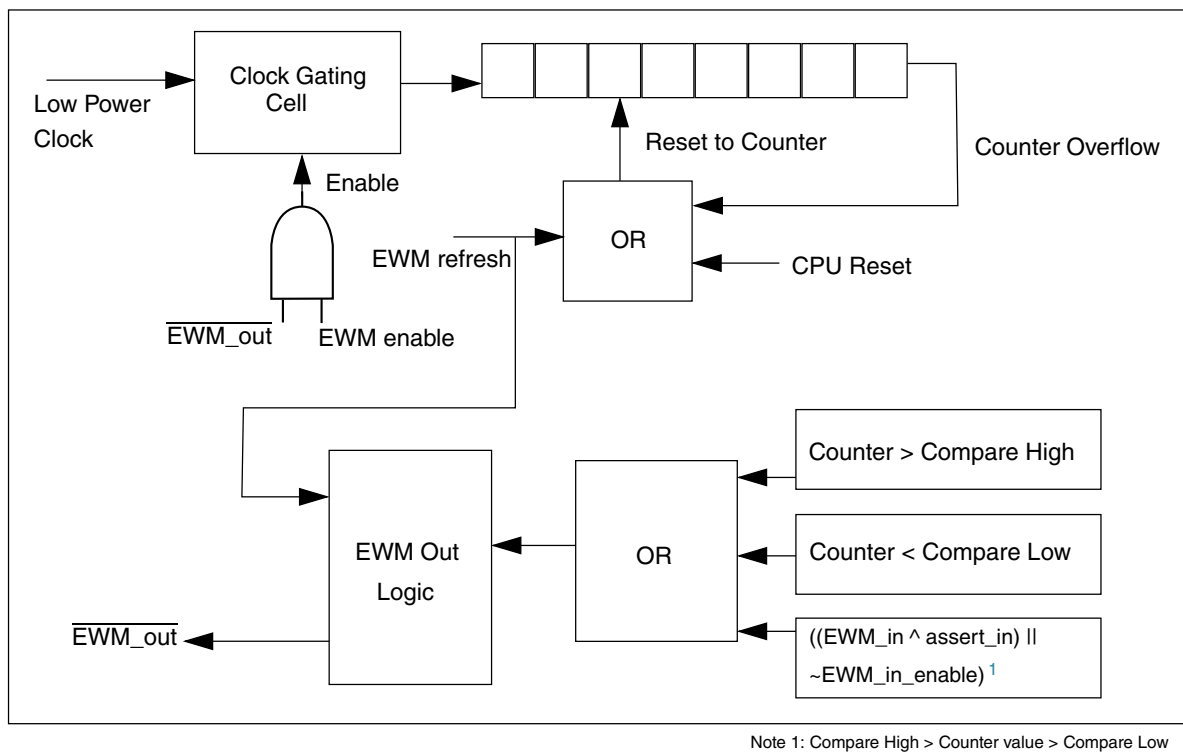 Low Power
Clock
Clock Gating
Cell
Enable
EWM_out
EWM enable
Reset to Counter
Counter Overflow
EWM refresh
OR
CPU Reset
EWM Out
Logic
EWM_out
OR
Counter > Compare High
Counter < Compare Low
((EWM_in ^ assert_in) ||
~EWM_in_enable) 1
Note 1: Compare High > Counter value > Compare Low